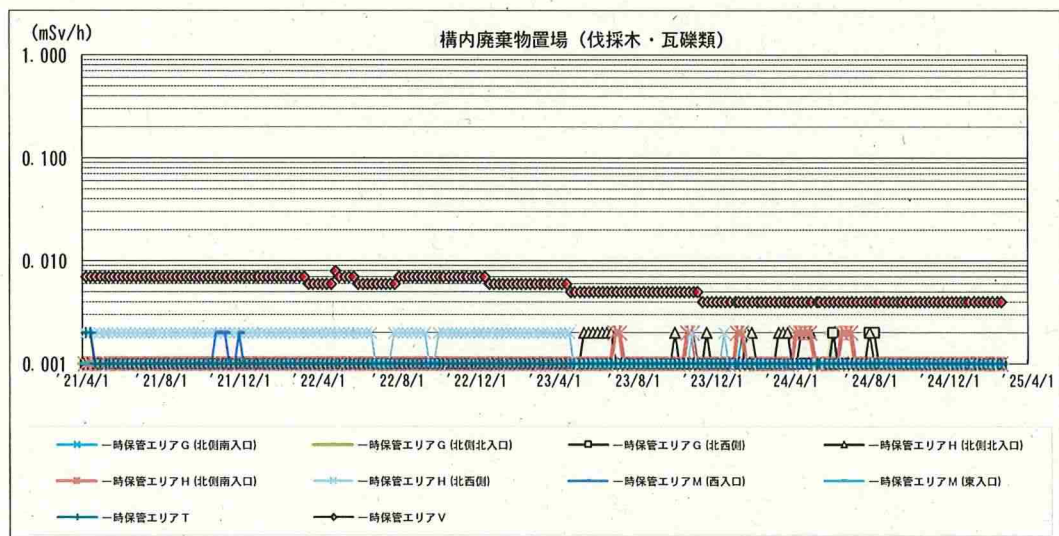 (mSv/h)
構内廃棄物置場（伐採木・瓦礫類）
1.000
0.100
0.010
0.001
'21/4/1 '21/8/1 '21/12/1 '22/4/1 '22/8/1 '22/12/1 '23/4/1 '23/8/1 '23/12/1 '24/4/1 '24/8/1 '24/12/1 '25/4/1
一時保管エリアG（北側南入口） 一時保管エリアG（北側北入口） 一時保管エリアG（北西側） 一時保管エリアH（北側北入口）
一時保管エリアH（北側南入口） 一時保管エリアH（北西側） 一時保管エリアM（西入口） 一時保管エリアM（東入口）
一時保管エリアT 一時保管エリアV